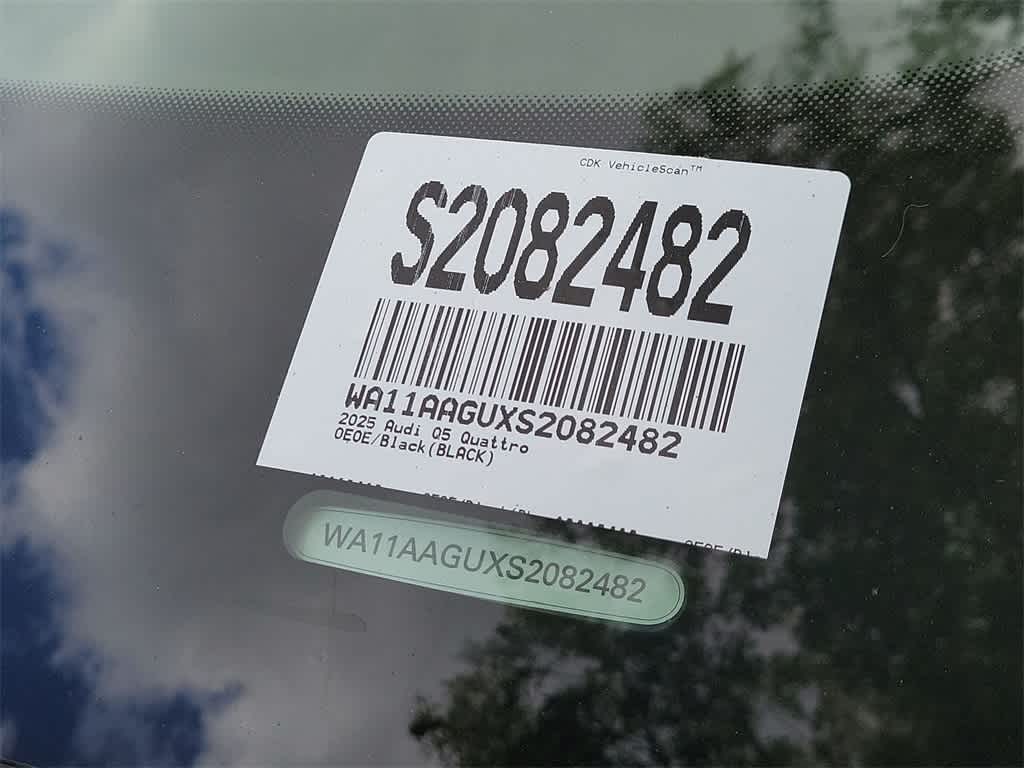 CDK VehicleScan™
S2082482
WA11AAGUXS2082482
2025 Audi Q5 Quattro
0E0E/Black(BLACK)
WA11AAGUXS2082482